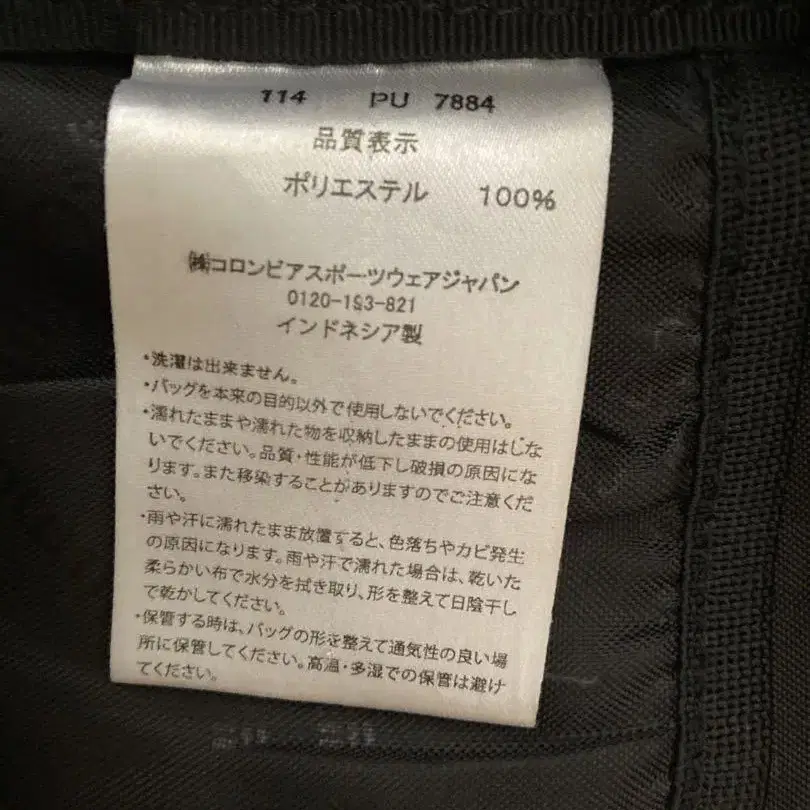 114 PU 7884
品質表示
ポリエステル 100%
㈱コロンビアスポーツウェアジャパン
0120-193-821
インドネシア製
・洗濯は出来ません。
・バッグを本来の目的以外で使用しないでください。
・濡れたままや濡れた物を収納したままの使用はしな
いでください。品質・性能が低下し破損の原因にな
ります。また移染することがありますのでご注意くだ
さい。
・雨や汗に濡れたまま放置すると、色落ちやカビ発生
の原因になります。雨や汗で濡れた場合は、乾いた
柔らかい布で水分を拭き取り、形を整えて日陰干し
で乾かしてください。
・保管する時は、バッグの形を整えて通気性の良い場
所に保管してください。高温・多湿での保管は避け
てください。